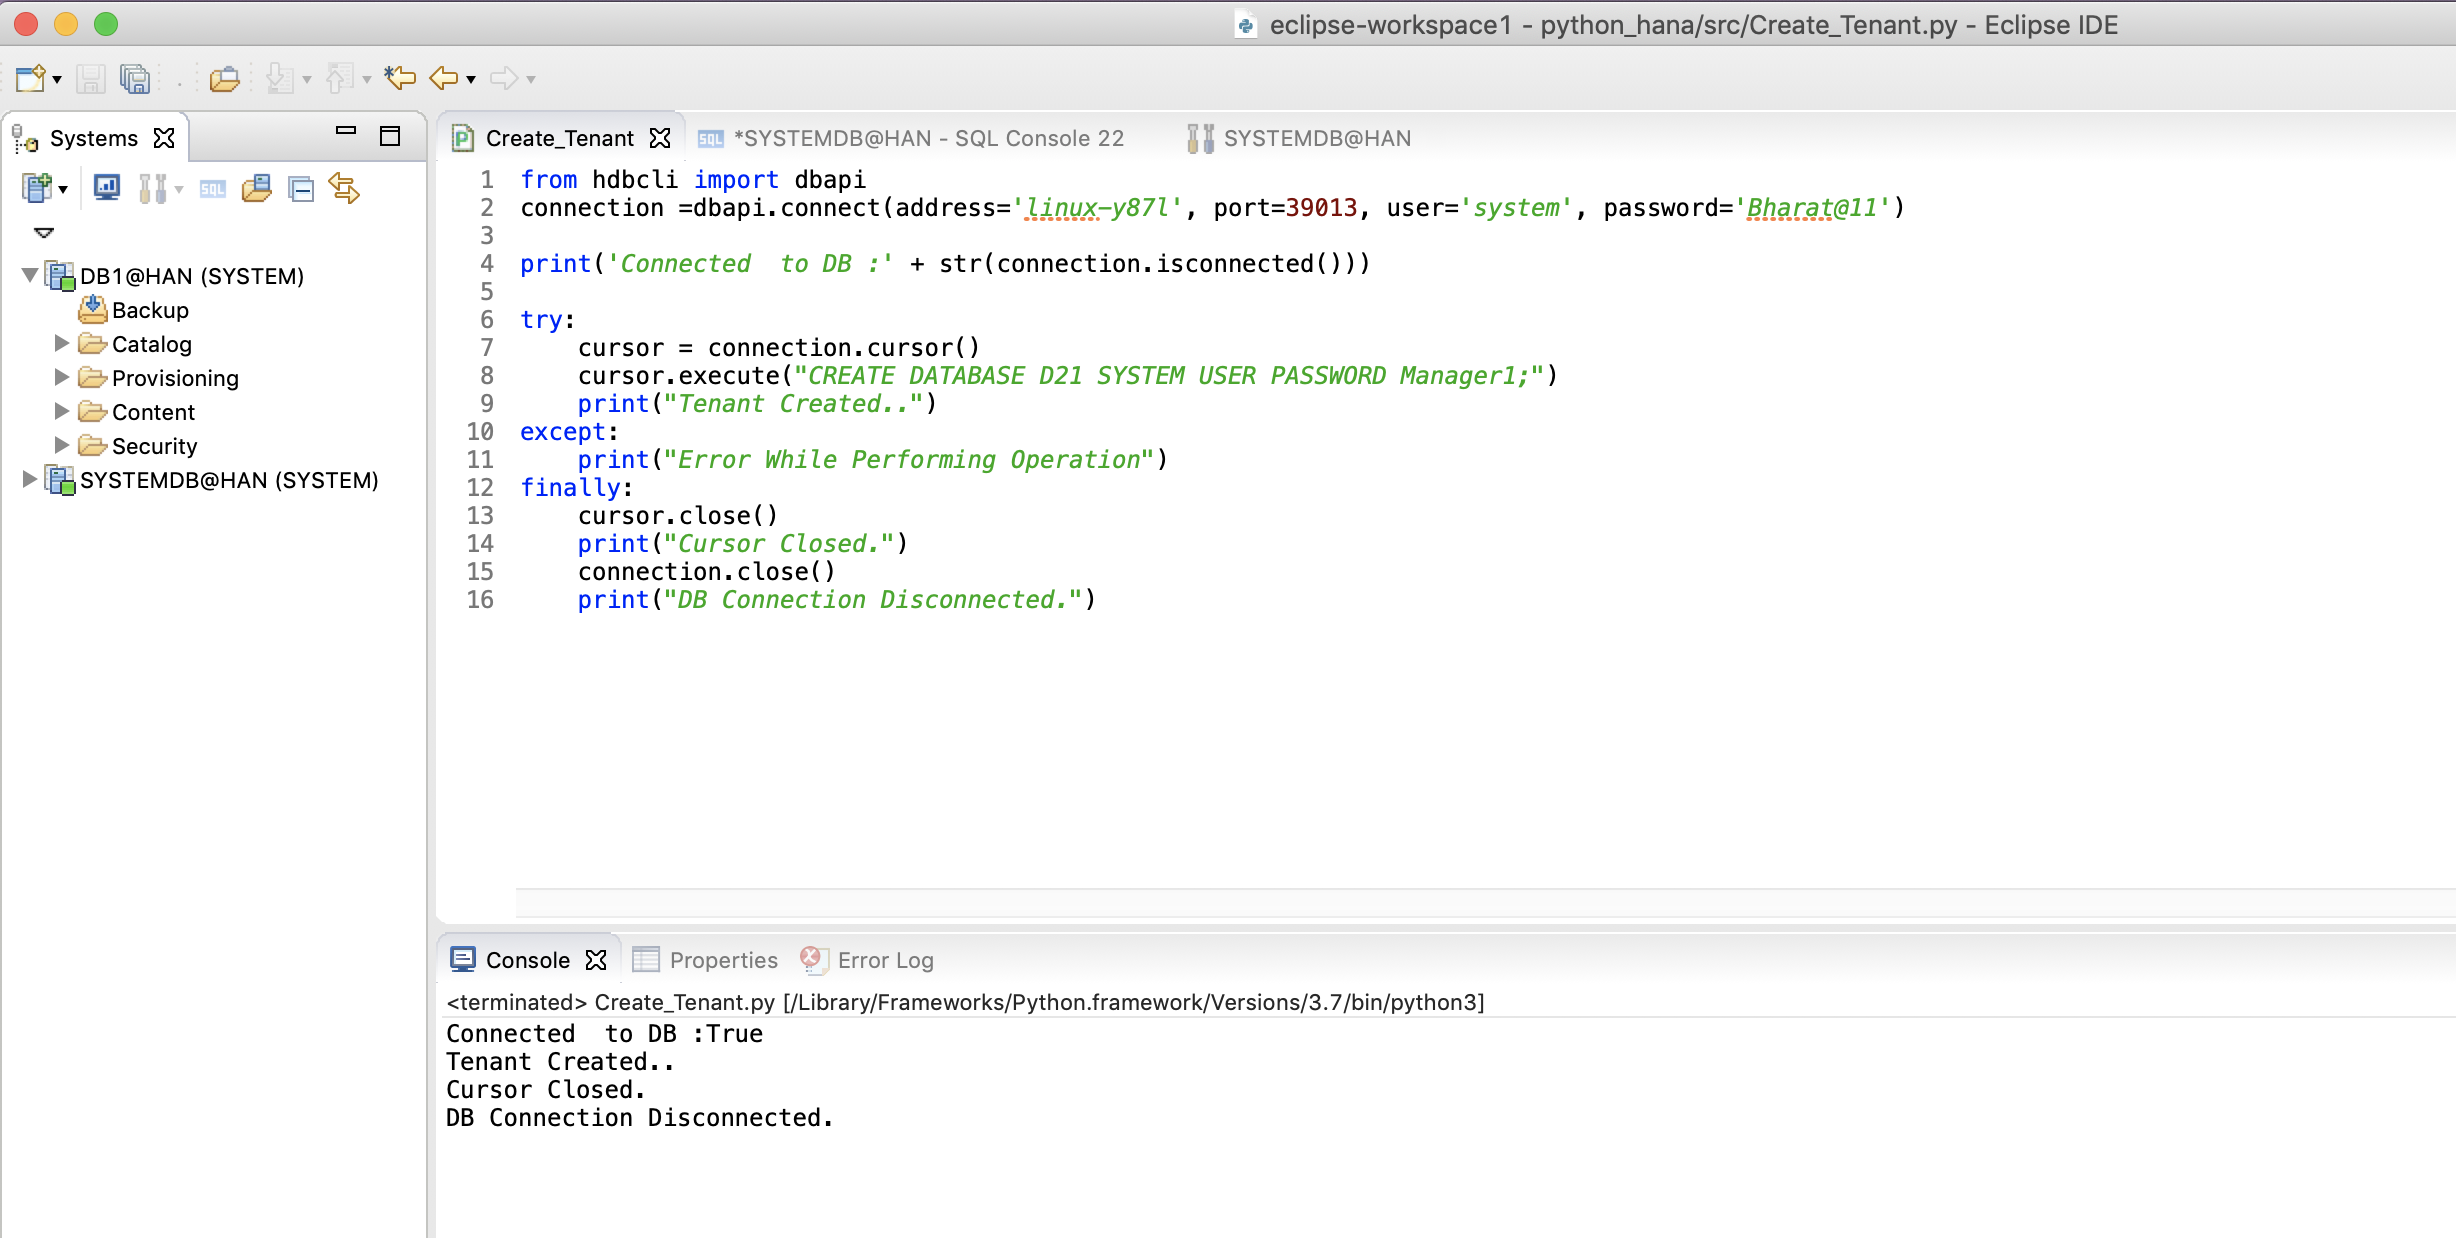 eclipse-workspace1 - python_hana/src/Create_Tenant.py - Eclipse IDE
Systems
DB1@HAN (SYSTEM)
Backup
Catalog
Provisioning
Content
Security
SYSTEMDB@HAN (SYSTEM)
Create_Tenant
SQL *SYSTEMDB@HAN - SQL Console 22
SYSTEMDB@HAN
SQL
1 from hdbcli import dbapi
2 connection =dbapi.connect(address='linux-y87l', port=39013, user='system', password='Bharat@11')
3
4 print('Connected  to DB :' + str(connection.isconnected()))
5
6 try:
7     cursor = connection.cursor()
8     cursor.execute("CREATE DATABASE D21 SYSTEM USER PASSWORD Manager1;")
9     print("Tenant Created..")
10 except:
11     print("Error While Performing Operation")
12 finally:
13     cursor.close()
14     print("Cursor Closed.")
15     connection.close()
16     print("DB Connection Disconnected.")
Console
Properties
Error Log
<terminated> Create_Tenant.py [/Library/Frameworks/Python.framework/Versions/3.7/bin/python3]
Connected  to DB :True
Tenant Created..
Cursor Closed.
DB Connection Disconnected.